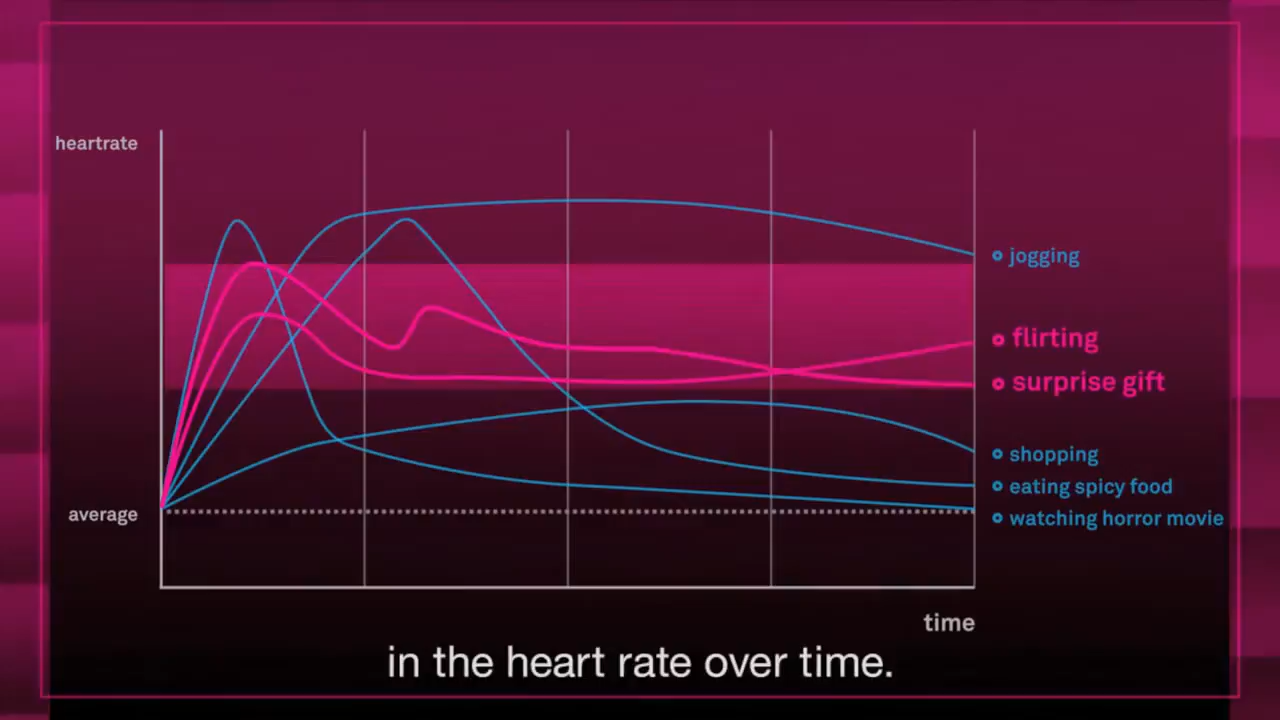 heartrate
jogging
flirting
surprise gift
shopping
eating spicy food
average
watching horror movie
time
in the heart rate over time.